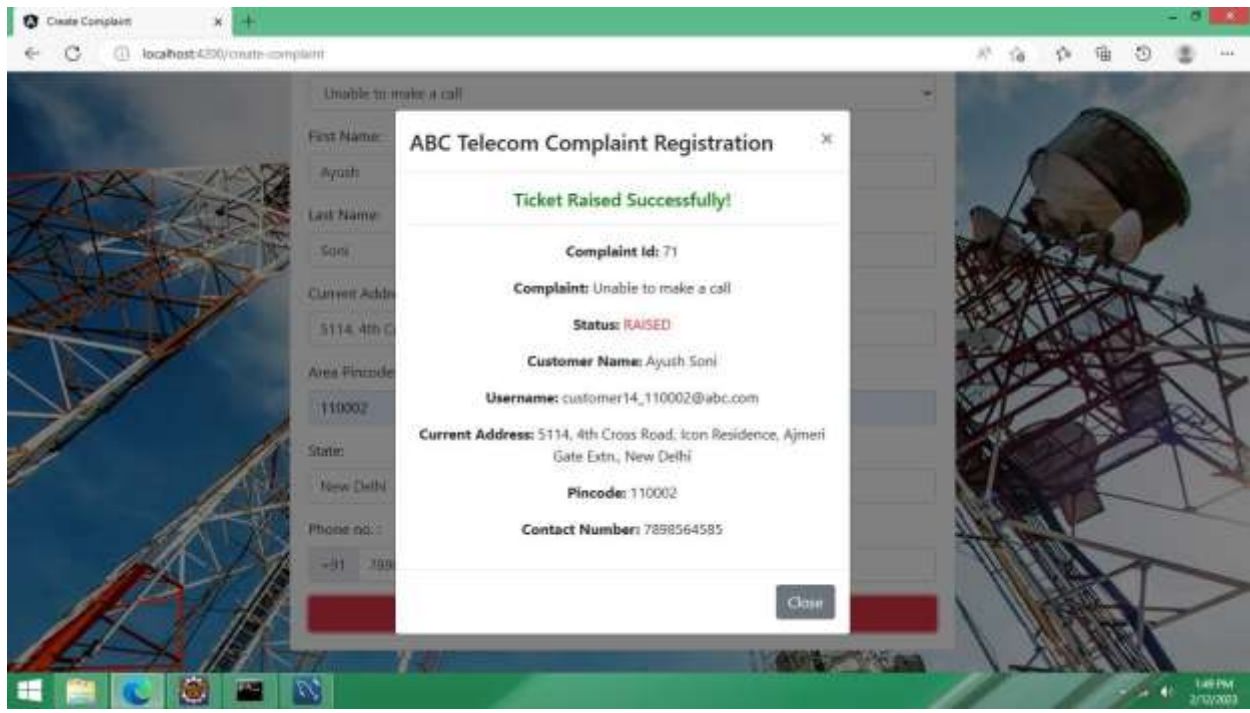 Create Complaint
localhost:4200/create-complaint
Unable to make a call
First Name:
Ayush
Last Name:
Soni
Current Addre
5114, 4th C
Area Pincode
110002
State:
New Delhi
Phone no. :
+91 7898
ABC Telecom Complaint Registration ×
Ticket Raised Successfully!
Complaint Id: 71
Complaint: Unable to make a call
Status: RAISED
Customer Name: Ayush Soni
Username: customer14_110002@abc.com
Current Address: 5114, 4th Cross Road, Icon Residence, Ajmeri
Gate Extn., New Delhi
Pincode: 110002
Contact Number: 7898564585
Close
1:49 PM
2/12/2023